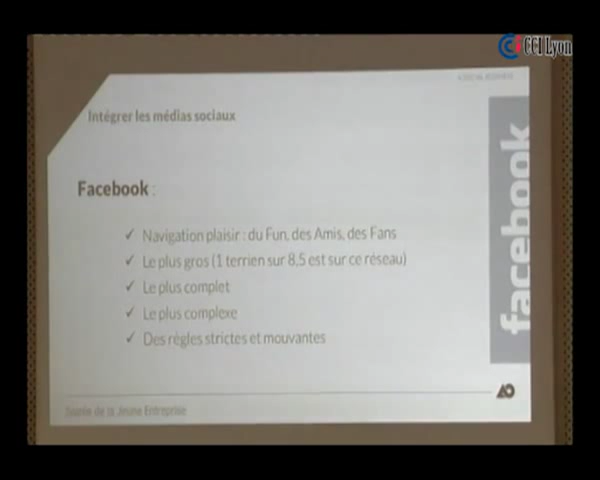 CCI Lyon
Intégrer les médias sociaux
Facebook :
✓ Navigation plaisir : du Fun, des Amis, des Fans
✓ Le plus gros (1 terrien sur 8,5 est sur ce réseau)
✓ Le plus complet
✓ Le plus complexe
✓ Des règles strictes et mouvantes
facebook
de la Jeune Entreprise